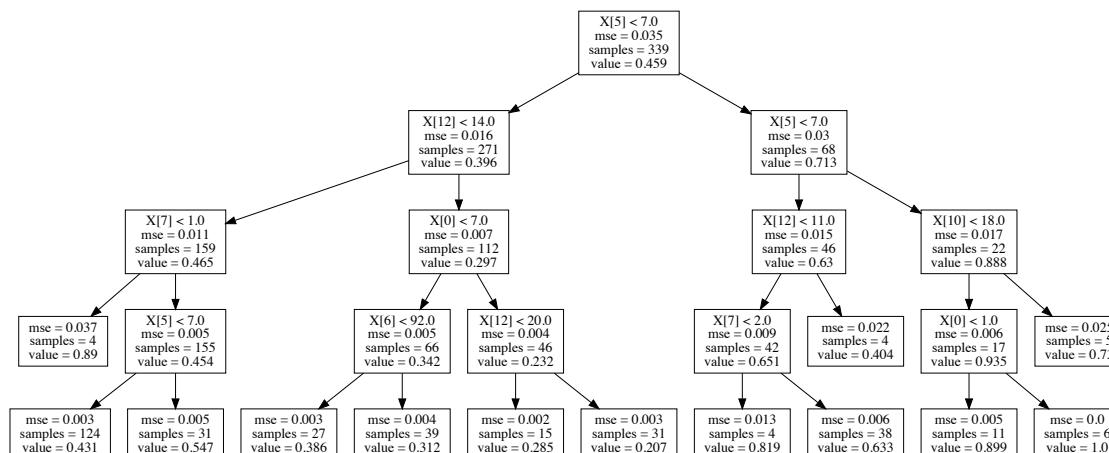 X[5] < 7.0
mse = 0.035
samples = 339
value = 0.459
X[12] < 14.0
mse = 0.016
samples = 271
value = 0.396
X[5] < 7.0
mse = 0.03
samples = 68
value = 0.713
X[7] < 1.0
mse = 0.011
samples = 159
value = 0.465
X[0] < 7.0
mse = 0.007
samples = 112
value = 0.297
X[12] < 11.0
mse = 0.015
samples = 46
value = 0.63
X[10] < 18.0
mse = 0.017
samples = 22
value = 0.888
mse = 0.037
samples = 4
value = 0.89
X[5] < 7.0
mse = 0.005
samples = 155
value = 0.454
X[6] < 92.0
mse = 0.005
samples = 66
value = 0.342
X[12] < 20.0
mse = 0.004
samples = 46
value = 0.232
X[7] < 2.0
mse = 0.009
samples = 42
value = 0.651
mse = 0.022
samples = 4
value = 0.404
X[0] < 1.0
mse = 0.006
samples = 17
value = 0.935
mse = 0.025
samples = 5
value =
mse = 0.003
samples = 124
value = 0.431
mse = 0.005
samples = 31
value = 0.547
mse = 0.003
samples = 27
value = 0.386
mse = 0.004
samples = 39
value = 0.312
mse = 0.002
samples = 15
value = 0.285
mse = 0.003
samples = 31
value = 0.207
mse = 0.013
samples = 4
value = 0.819
mse = 0.006
samples = 38
value = 0.633
mse = 0.005
samples = 11
value = 0.899
mse = 0.0
samples = 6
value = 1.0